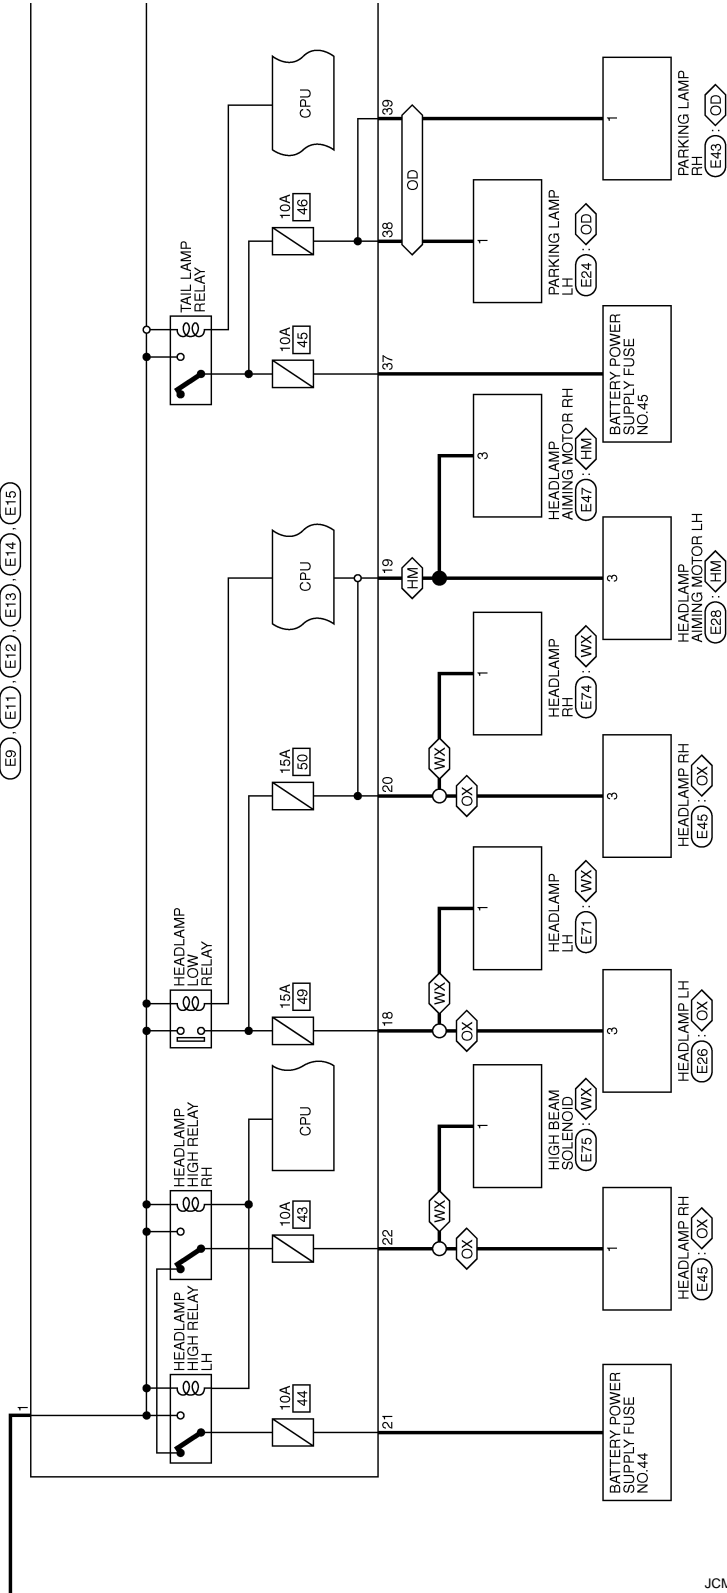 E9 , E11 , E12 , E13 , E14 , E15
1
HEADLAMP
HIGH RELAY
LH
HEADLAMP
HIGH RELAY
RH
HEADLAMP
LOW
RELAY
TAIL LAMP
RELAY
10A
44
10A
43
15A
49
15A
50
10A
45
10A
46
CPU
CPU
CPU
21
22
18
20
19
37
38
39
WX
OX
WX
OX
WX
OX
HM
OD
1
1
1
3
1
HIGH BEAM
SOLENOID
E75 : WX
HEADLAMP
LH
E71 : WX
HEADLAMP
RH
E74 : WX
HEADLAMP
AIMING MOTOR RH
E47 : HM
PARKING LAMP
LH
E24 : OD
BATTERY POWER
SUPPLY FUSE
NO.44
1
3
3
3
BATTERY POWER
SUPPLY FUSE
NO.45
1
HEADLAMP RH
E45 : OX
HEADLAMP LH
E26 : OX
HEADLAMP RH
E45 : OX
HEADLAMP
AIMING MOTOR LH
E28 : HM
PARKING LAMP
RH
E43 : OD
JCM